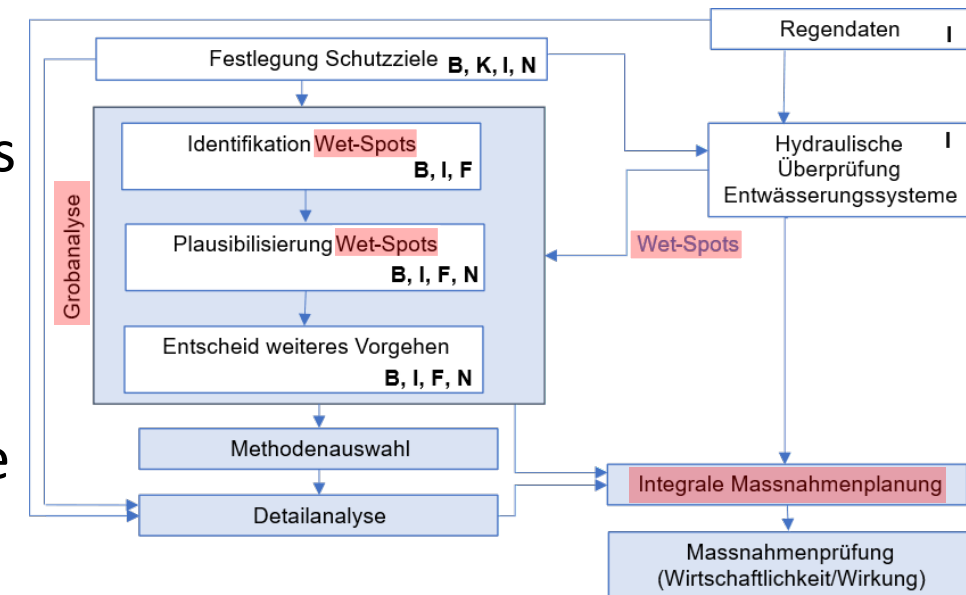 Regendaten I
Festlegung Schutzziele B, K, I, N
s
Identifikation Wet-Spots
B, I, F
Hydraulische I
Überprüfung
Entwässerungssysteme
Grobanalyse
Plausibilisierung Wet-Spots
B, I, F, N
Wet-Spots
Entscheid weiteres Vorgehen
B, I, F, N
e
Methodenauswahl
Detailanalyse
Integrale Massnahmenplanung
Massnahmenprüfung
(Wirtschaftlichkeit/Wirkung)